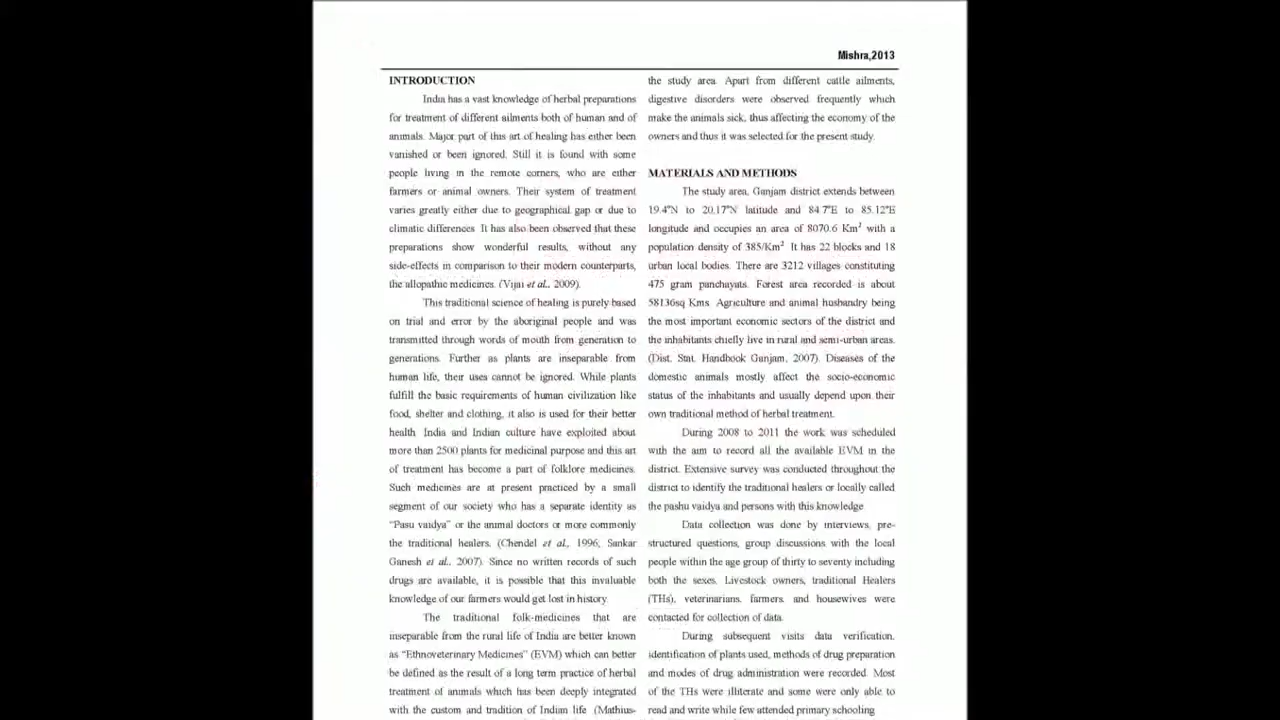 Mishra,2013
INTRODUCTION
India has a vast knowledge of herbal preparations
for treatment of different ailments both of human and of
animals. Major part of this art of healing has either been
vanished or been ignored. Still it is found with some
people living in the remote corners, who are either
farmers or animal owners. Their system of treatment
varies greatly either due to geographical gap or due to
climatic differences. It has also been observed that these
preparations show wonderful results, without any
side-effects in comparison to their modern counterparts,
the allopathic medicines. (Vijai et al., 2009).
This traditional science of healing is purely based
on trial and error by the aboriginal people and was
transmitted through words of mouth from generation to
generations. Further as plants are inseparable from
human life, their uses cannot be ignored. While plants
fulfill the basic requirements of human civilization like
food, shelter and clothing, it also is used for their better
health. India and Indian culture have exploited about
more than 2500 plants for medicinal purpose and this art
of treatment has become a part of folklore medicines.
Such medicines are at present practiced by a small
segment of our society who has a separate identity as
“Pasu vaidya” or the animal doctors or more commonly
the traditional healers. (Chendel et al., 1996; Sankar
Ganesh et al., 2007). Since no written records of such
drugs are available, it is possible that this invaluable
knowledge of our farmers would get lost in history.
The traditional folk-medicines that are
inseparable from the rural life of India are better known
as “Ethnoveterinary Medicines” (EVM) which can better
be defined as the result of a long term practice of herbal
treatment of animals which has been deeply integrated
with the custom and tradition of Indian life (Mathius-
the study area. Apart from different cattle ailments,
digestive disorders were observed frequently which
make the animals sick, thus affecting the economy of the
owners and thus it was selected for the present study.
MATERIALS AND METHODS
The study area, Ganjam district extends between
19.4°N to 20.17°N latitude and 84.7°E to 85.12°E
longitude and occupies an area of 8070.6 Km² with a
population density of 385/Km². It has 22 blocks and 18
urban local bodies. There are 3212 villages constituting
475 gram panchayats. Forest area recorded is about
58136sq Kms. Agriculture and animal husbandry being
the most important economic sectors of the district and
the inhabitants chiefly live in rural and semi-urban areas.
(Dist. Stat. Handbook Gunjam, 2007). Diseases of the
domestic animals mostly affect the socio-economic
status of the inhabitants and usually depend upon their
own traditional method of herbal treatment.
During 2008 to 2011 the work was scheduled
with the aim to record all the available EVM in the
district. Extensive survey was conducted throughout the
district to identify the traditional healers or locally called
the pashu vaidya and persons with this knowledge.
Data collection was done by interviews, pre-
structured questions, group discussions with the local
people within the age group of thirty to seventy including
both the sexes. Livestock owners, traditional Healers
(THs), veterinarians, farmers, and housewives were
contacted for collection of data.
During subsequent visits data verification,
identification of plants used, methods of drug preparation
and modes of drug administration were recorded. Most
of the THs were illiterate and some were only able to
read and write while few attended primary schooling